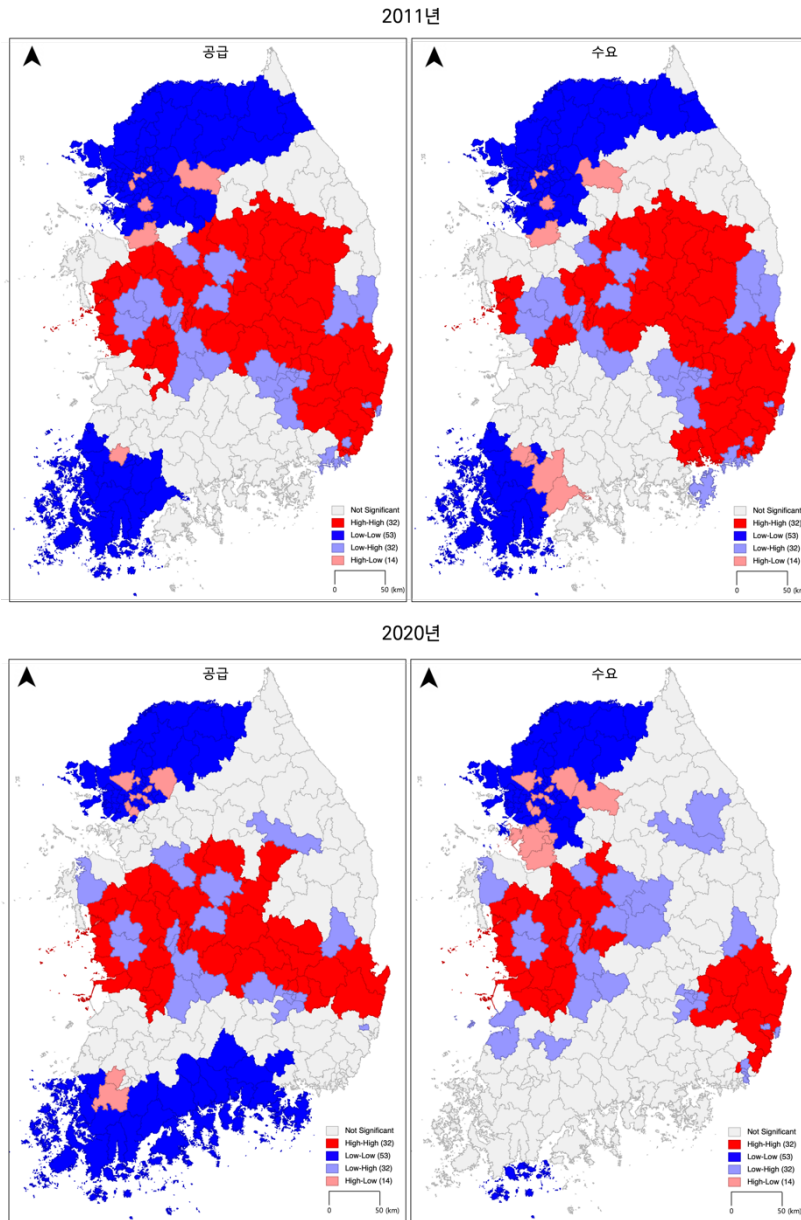 2011년
공급
수요
Not Significant
High-High (32)
Low-Low (53)
Low-High (32)
High-Low (14)
0 50 (km)
Not Significant
High-High (32)
Low-Low (53)
Low-High (32)
High-Low (14)
0 50 (km)
2020년
공급
수요
Not Significant
High-High (32)
Low-Low (53)
Low-High (32)
High-Low (14)
0 50 (km)
Not Significant
High-High (32)
Low-Low (53)
Low-High (32)
High-Low (14)
0 50 (km)